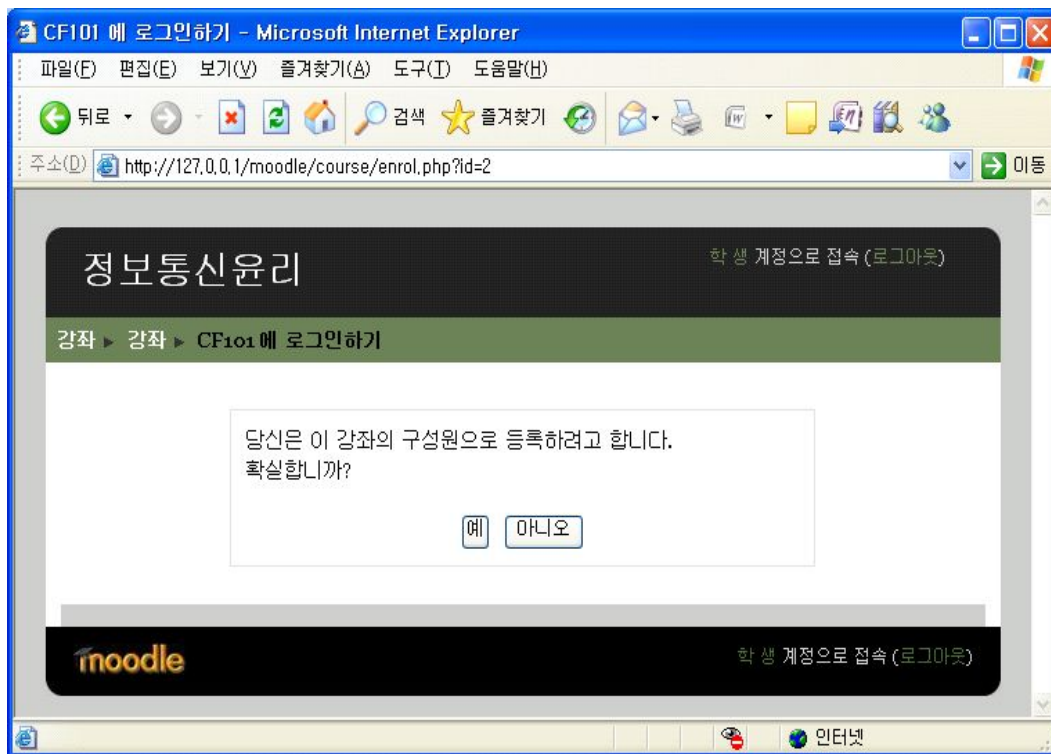 CF101 에 로그인하기 - Microsoft Internet Explorer
파일(F) 편집(E) 보기(V) 즐겨찾기(A) 도구(T) 도움말(H)
뒤로 검색 즐겨찾기
주소(D) http://127.0.0.1/moodle/course/enrol.php?id=2 이동
정보통신윤리 학 생 계정으로 접속 (로그아웃)
강좌 ► 강좌 ► CF101 에 로그인하기
당신은 이 강좌의 구성원으로 등록하려고 합니다.
확실합니까?
예 아니오
moodle 학 생 계정으로 접속 (로그아웃)
인터넷